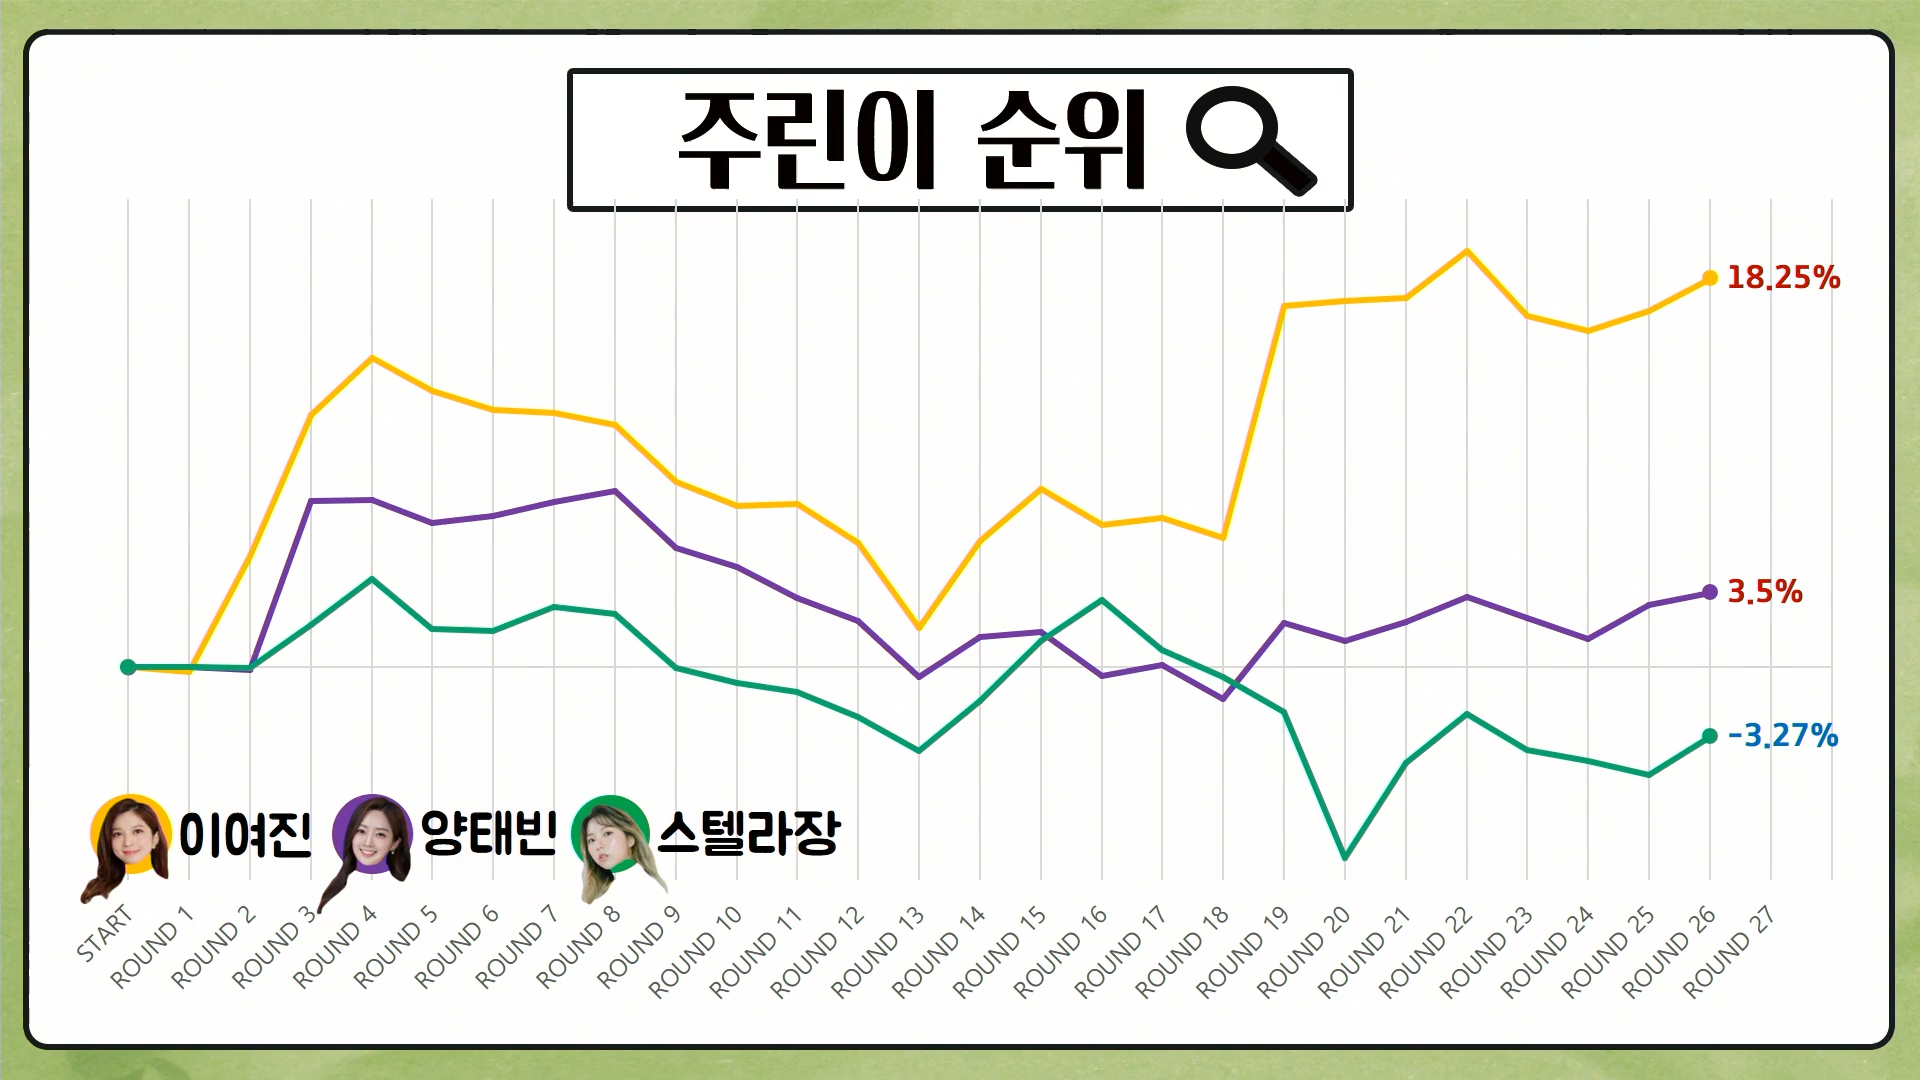 주린이 순위
18.25%
3.5%
-3.27%
이여진 양태빈 스텔라장
START ROUND 1 ROUND 2 ROUND 3 ROUND 4 ROUND 5 ROUND 6 ROUND 7 ROUND 8 ROUND 9 ROUND 10 ROUND 11 ROUND 12 ROUND 13 ROUND 14 ROUND 15 ROUND 16 ROUND 17 ROUND 18 ROUND 19 ROUND 20 ROUND 21 ROUND 22 ROUND 23 ROUND 24 ROUND 25 ROUND 26 ROUND 27